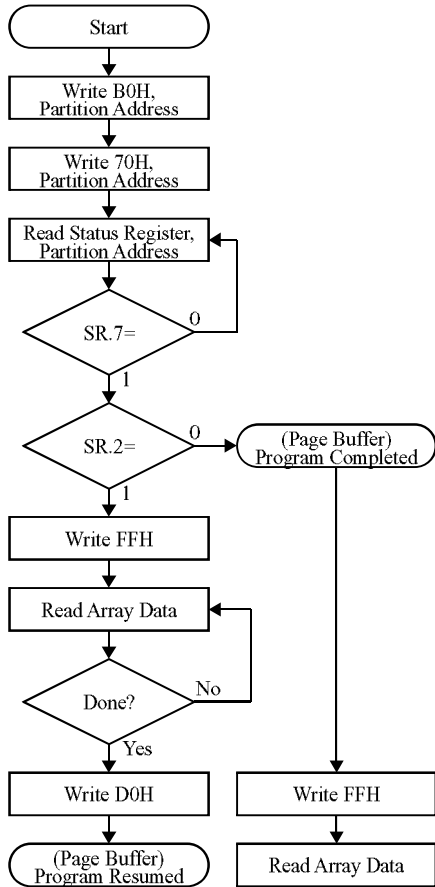 Start
Write B0H,
Partition Address
Write 70H,
Partition Address
Read Status Register,
Partition Address
SR.7=
0
1
SR.2=
0
(Page Buffer)
Program Completed
1
Write FFH
Read Array Data
Done?
No
Yes
Write D0H
Write FFH
(Page Buffer)
Program Resumed
Read Array Data